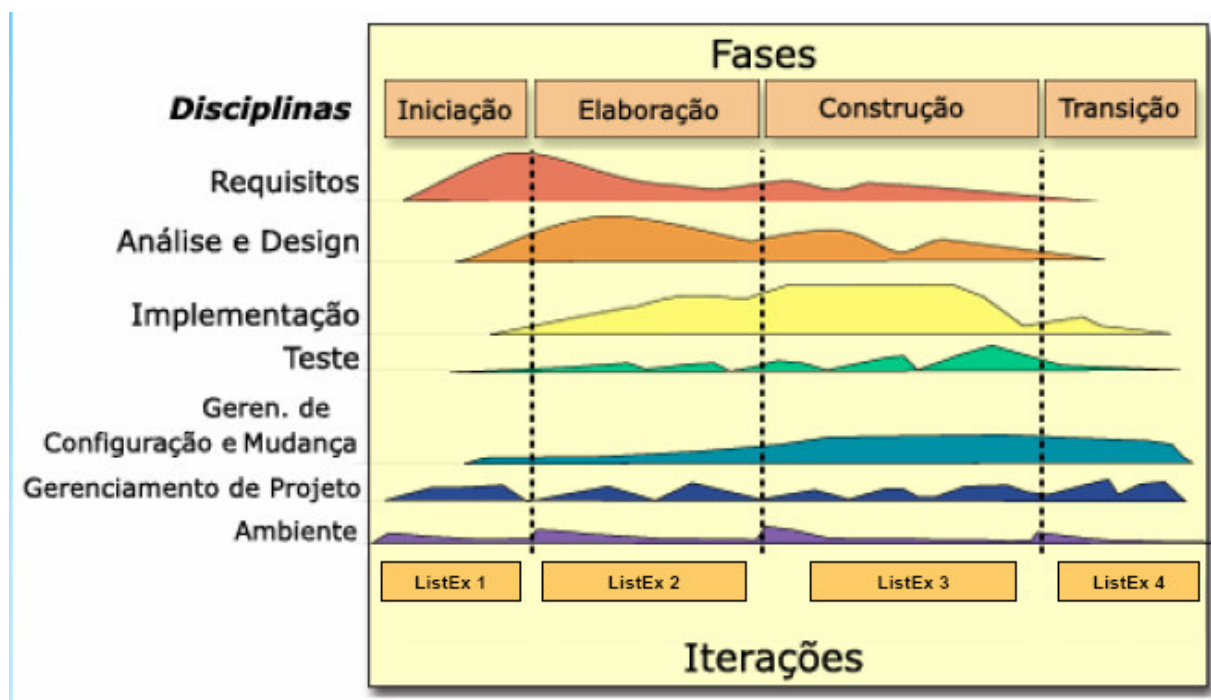 Fases
Disciplinas
Iniciação
Elaboração
Construção
Transição
Requisitos
Análise e Design
Implementação
Teste
Geren. de
Configuração e Mudança
Gerenciamento de Projeto
Ambiente
ListEx 1
ListEx 2
ListEx 3
ListEx 4
Iterações